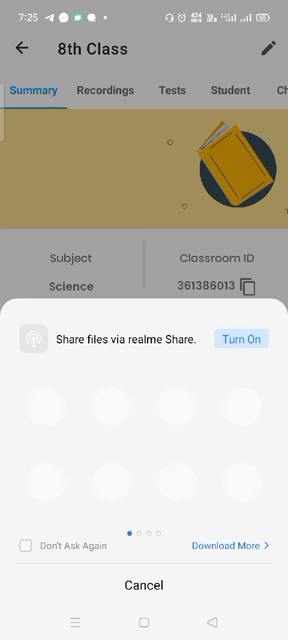 7:25
8th Class
Summary Recordings Tests Student Ch
Subject Classroom ID
Science 361386013
Share files via realme Share. Turn On
Don't Ask Again Download More
Cancel